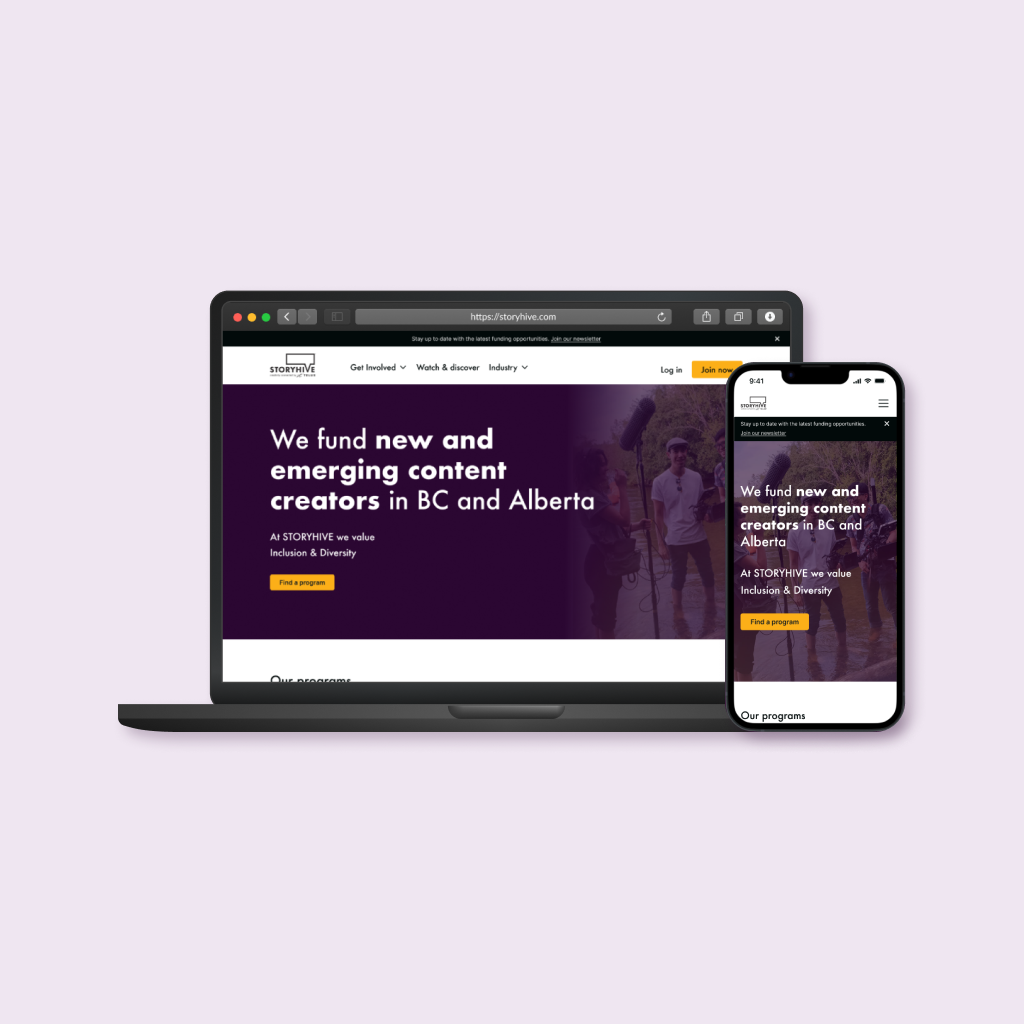 https://storyhive.com
Stay up to date with the latest funding opportunities. Join our newsletter
STORYHIVE
Get Involved
Watch & discover
Industry
Log in
Join now
We fund new and
emerging content
creators in BC and Alberta
At STORYHIVE we value
Inclusion & Diversity
Find a program
Our programs
9:41
STORYHIVE
Stay up to date with the latest funding opportunities.
Join our newsletter
We fund new and
emerging content
creators in BC and
Alberta
At STORYHIVE we value
Inclusion & Diversity
Find a program
Our programs